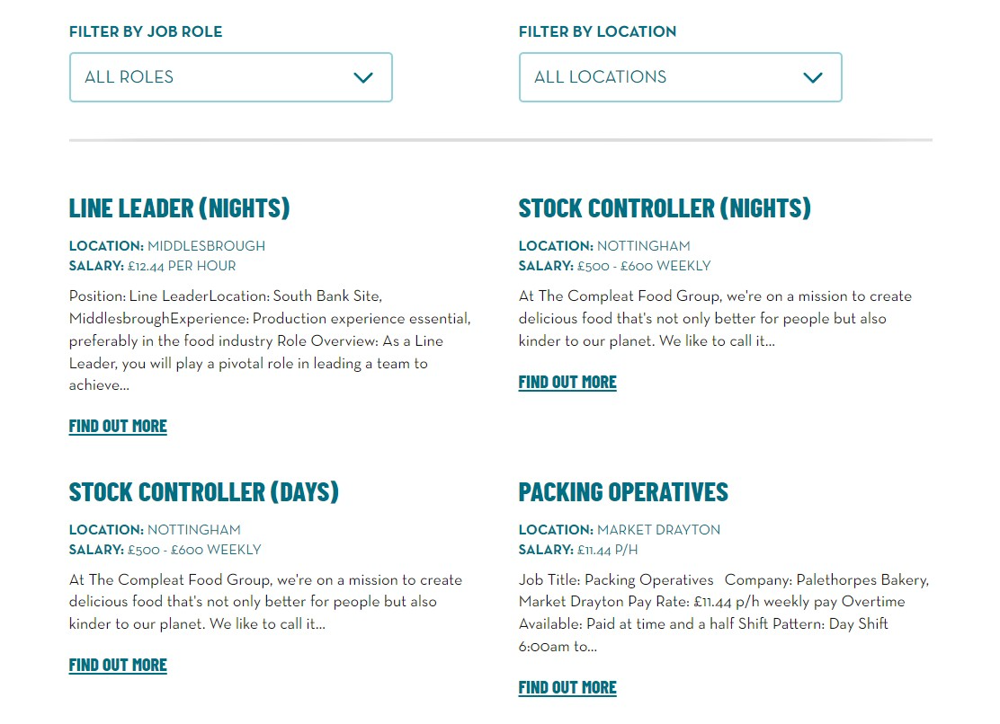 FILTER BY JOB ROLE
ALL ROLES
FILTER BY LOCATION
ALL LOCATIONS
LINE LEADER (NIGHTS)
LOCATION: MIDDLESBROUGH
SALARY: £12.44 PER HOUR
Position: Line LeaderLocation: South Bank Site,
MiddlesbroughExperience: Production experience essential,
preferably in the food industry Role Overview: As a Line
Leader, you will play a pivotal role in leading a team to
achieve...
FIND OUT MORE
STOCK CONTROLLER (NIGHTS)
LOCATION: NOTTINGHAM
SALARY: £500 - £600 WEEKLY
At The Compleat Food Group, we're on a mission to create
delicious food that's not only better for people but also
kinder to our planet. We like to call it...
FIND OUT MORE
STOCK CONTROLLER (DAYS)
LOCATION: NOTTINGHAM
SALARY: £500 - £600 WEEKLY
At The Compleat Food Group, we're on a mission to create
delicious food that's not only better for people but also
kinder to our planet. We like to call it...
FIND OUT MORE
PACKING OPERATIVES
LOCATION: MARKET DRAYTON
SALARY: £11.44 P/H
Job Title: Packing Operatives   Company: Palethorpes Bakery,
Market Drayton Pay Rate: £11.44 p/h weekly pay Overtime
Available: Paid at time and a half Shift Pattern: Day Shift
6:00am to...
FIND OUT MORE